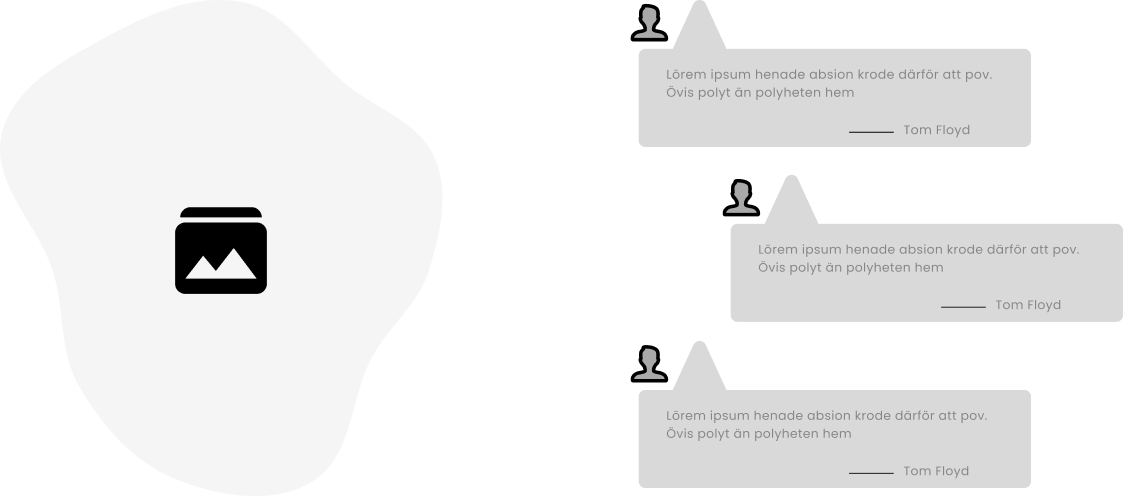 Lörem ipsum henade absion krode därför att pov.
Övis polyt än polyheten hem
Tom Floyd
Lörem ipsum henade absion krode därför att pov.
Övis polyt än polyheten hem
Tom Floyd
Lörem ipsum henade absion krode därför att pov.
Övis polyt än polyheten hem
Tom Floyd